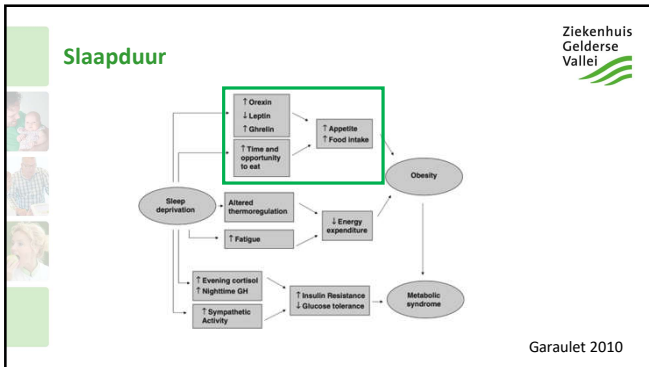 Slaapduur
Ziekenhuis
Gelderse
Vallei
↑ Orexin
↓ Leptin
↑ Ghrelin
↑ Time and
opportunity
to eat
↑ Appetite
↑ Food intake
Obesity
Sleep
deprivation
Altered
thermoregulation
↑ Fatigue
↓ Energy
expenditure
↑ Evening cortisol
↑ Nighttime GH
↑ Sympathetic
Activity
↑ Insulin Resistance
↓ Glucose tolerance
Metabolic
syndrome
Garaulet 2010